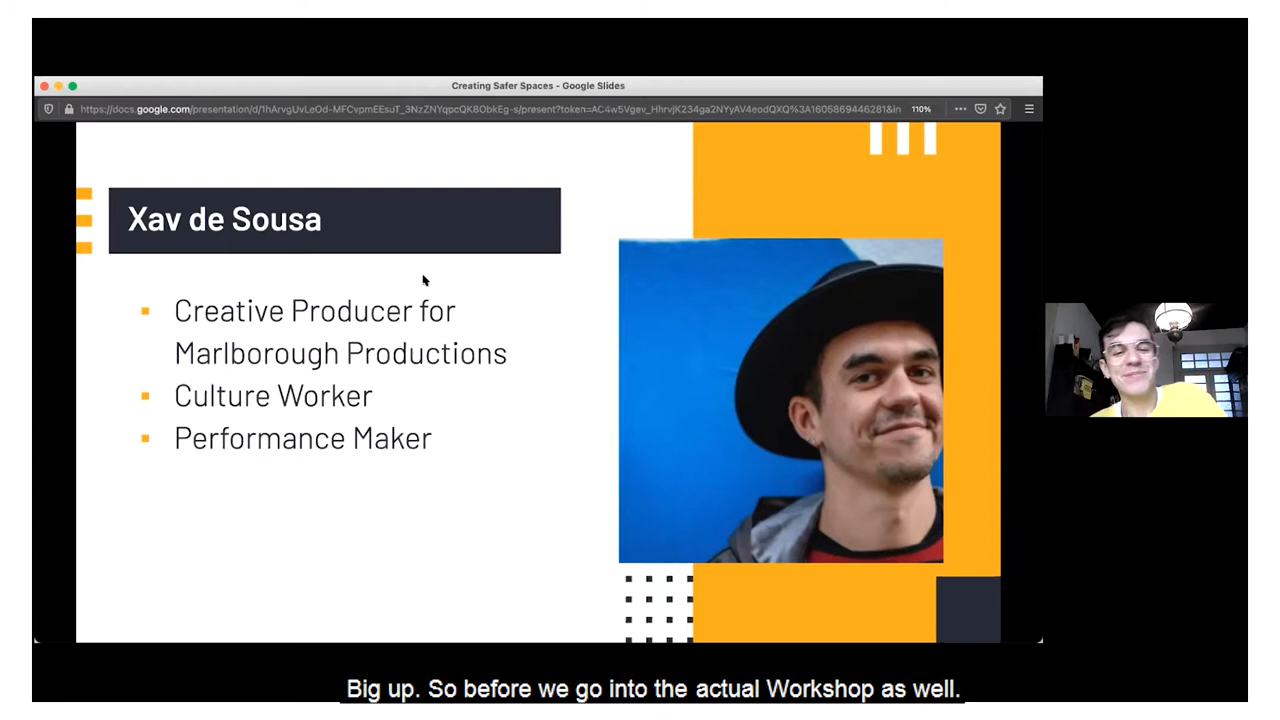 Creating Safer Spaces - Google Slides
110%
Xav de Sousa
Creative Producer for
Marlborough Productions
Culture Worker
Performance Maker
Big up. So before we go into the actual Workshop as well.